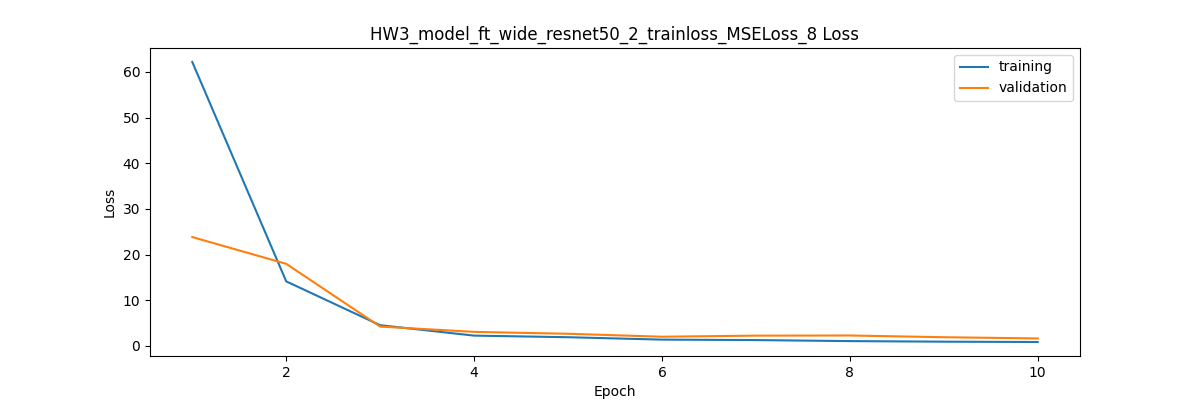 HW3_model_ft_wide_resnet50_2_trainloss_MSELoss_8 Loss
training
validation
60
50
40
30
20
10
0
Loss
2
4
6
8
10
Epoch